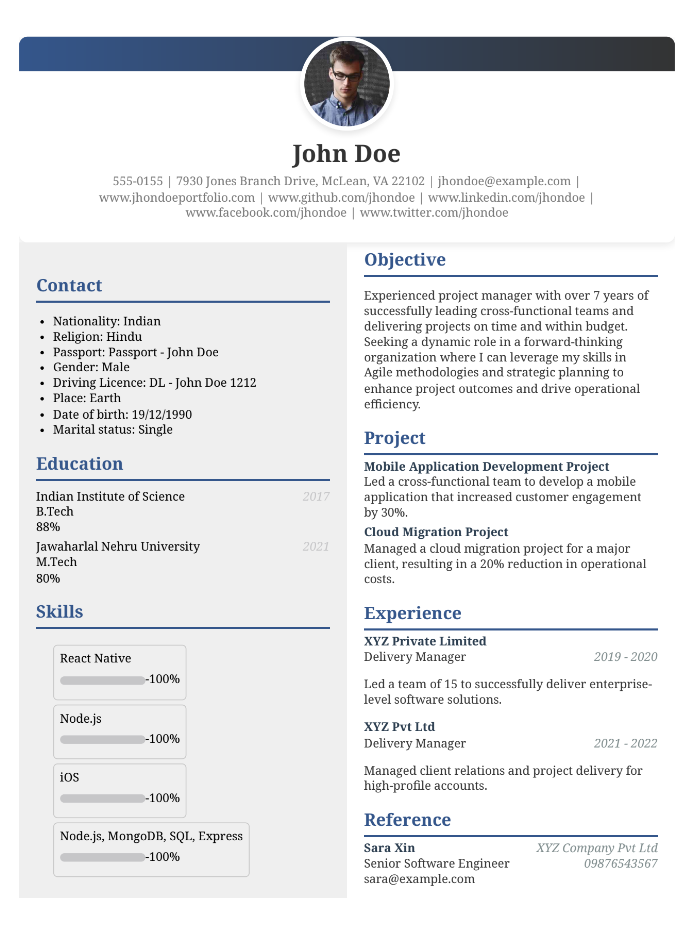 John Doe
555-0155 | 7930 Jones Branch Drive, McLean, VA 22102 | jhondoe@example.com |
www.jhondoeportfolio.com | www.github.com/jhondoe | www.linkedin.com/jhondoe |
www.facebook.com/jhondoe | www.twitter.com/jhondoe
Contact
• Nationality: Indian
• Religion: Hindu
• Passport: Passport - John Doe
• Gender: Male
• Driving Licence: DL - John Doe 1212
• Place: Earth
• Date of birth: 19/12/1990
• Marital status: Single
Education
Indian Institute of Science 2017
B.Tech
88%
Jawaharlal Nehru University 2021
M.Tech
80%
Skills
React Native
-100%
Node.js
-100%
iOS
-100%
Node.js, MongoDB, SQL, Express
-100%
Objective
Experienced project manager with over 7 years of
successfully leading cross-functional teams and
delivering projects on time and within budget.
Seeking a dynamic role in a forward-thinking
organization where I can leverage my skills in
Agile methodologies and strategic planning to
enhance project outcomes and drive operational
efficiency.
Project
Mobile Application Development Project
Led a cross-functional team to develop a mobile
application that increased customer engagement
by 30%.
Cloud Migration Project
Managed a cloud migration project for a major
client, resulting in a 20% reduction in operational
costs.
Experience
XYZ Private Limited
Delivery Manager 2019 - 2020
Led a team of 15 to successfully deliver enterprise-
level software solutions.
XYZ Pvt Ltd
Delivery Manager 2021 - 2022
Managed client relations and project delivery for
high-profile accounts.
Reference
Sara Xin XYZ Company Pvt Ltd
Senior Software Engineer 09876543567
sara@example.com